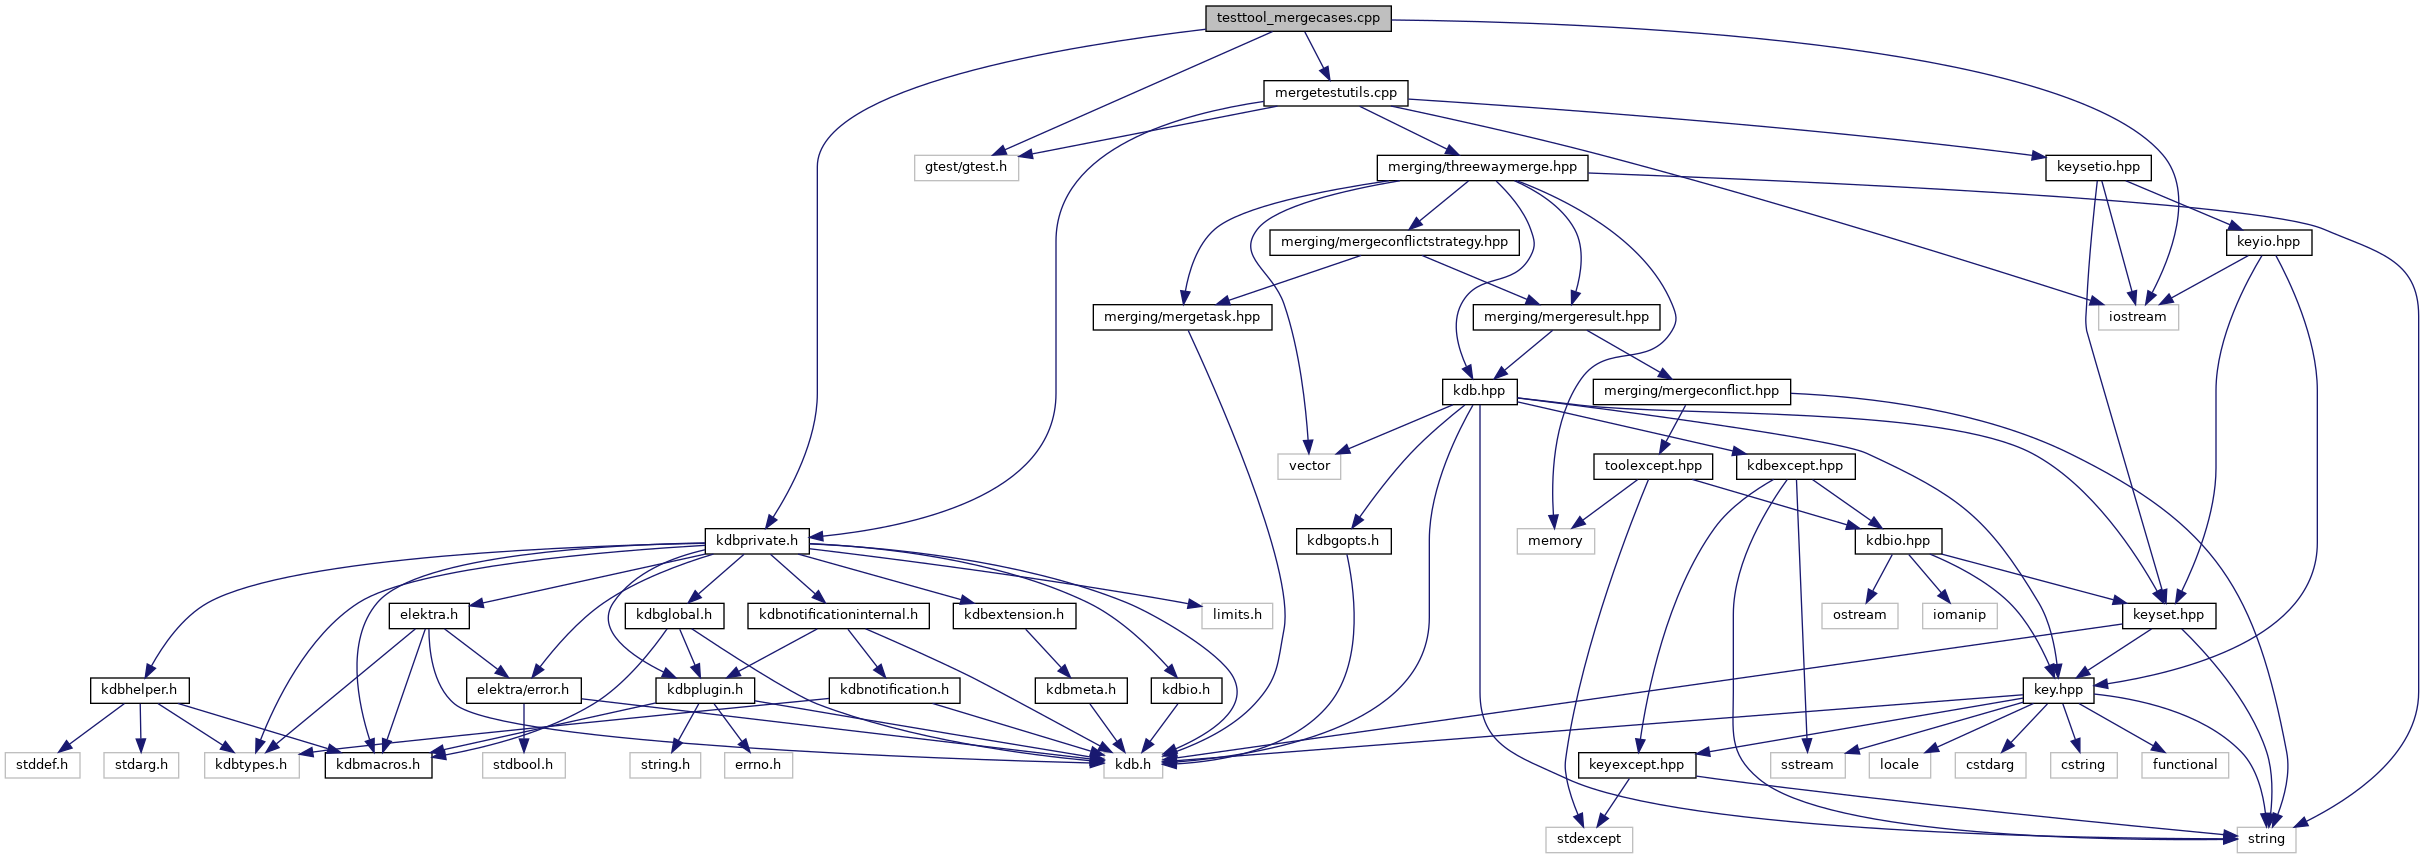 testtool_mergecases.cpp
mergetestutils.cpp
gtest/gtest.h
merging/threewaymerge.hpp
keysetio.hpp
merging/mergeconflictstrategy.hpp
keyio.hpp
merging/mergetask.hpp
merging/mergeresult.hpp
iostream
kdb.hpp
merging/mergeconflict.hpp
vector
toolexcept.hpp
kdbexcept.hpp
kdbprivate.h
kdbgopts.h
memory
kdbio.hpp
elektra.h
kdbglobal.h
kdbnotificationinternal.h
kdbextension.h
limits.h
ostream
iomanip
keyset.hpp
kdbhelper.h
elektra/error.h
kdbplugin.h
kdbnotification.h
kdbmeta.h
kdbio.h
key.hpp
stddef.h
stdarg.h
kdbtypes.h
kdbmacros.h
stdbool.h
string.h
errno.h
kdb.h
keyexcept.hpp
sstream
locale
cstdarg
cstring
functional
stdexcept
string